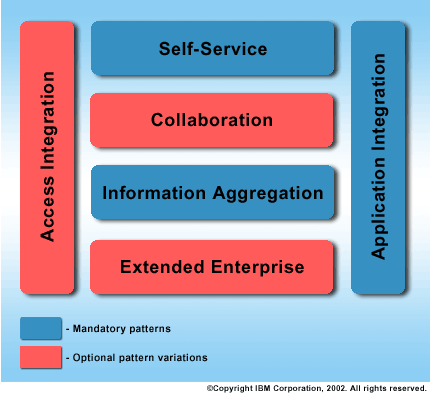 Self-Service
Access Integration
Collaboration
Application Integration
Information Aggregation
Extended Enterprise
- Mandatory patterns
- Optional pattern variations
©Copyright IBM Corporation, 2002. All rights reserved.